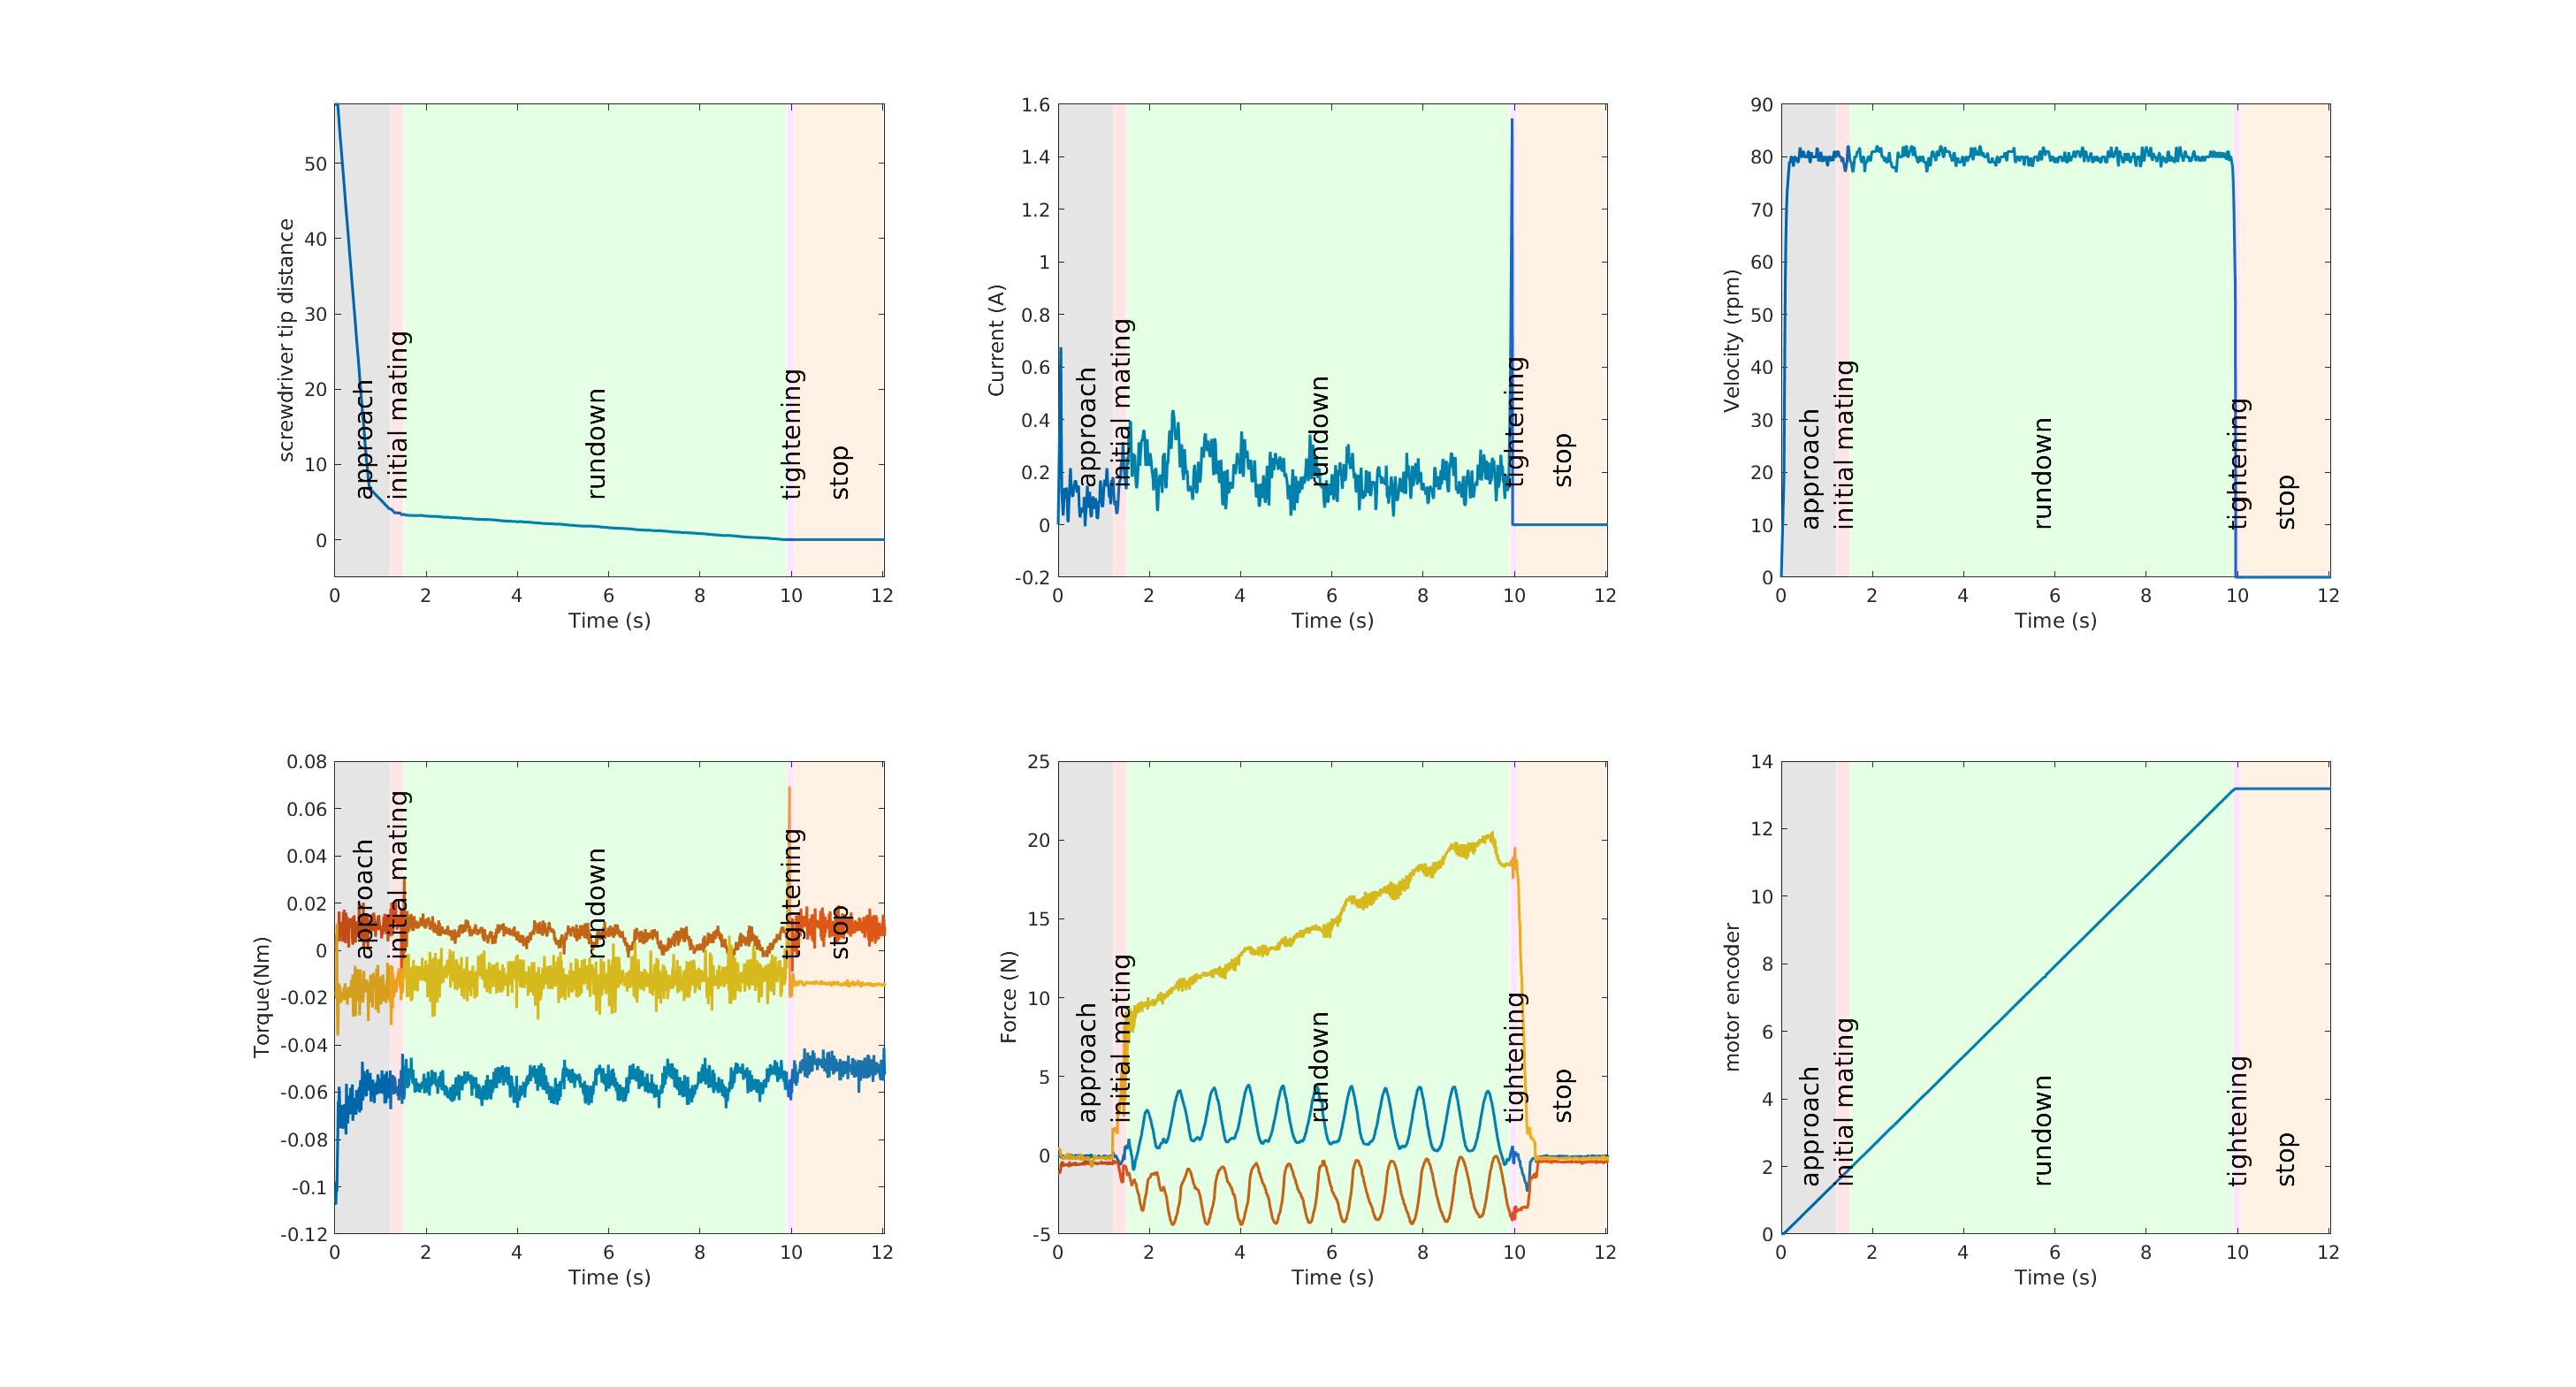 screwdriver tip distance
50
40
30
20
10
0
approach
initial mating
rundown
tightening
stop
0 2 4 6 8 10 12
Time (s)
Current (A)
1.6
1.4
1.2
1
0.8
0.6
0.4
0.2
0
-0.2
approach
initial mating
rundown
tightening
stop
0 2 4 6 8 10 12
Time (s)
Velocity (rpm)
90
80
70
60
50
40
30
20
10
0
approach
initial mating
rundown
tightening
stop
0 2 4 6 8 10 12
Time (s)
Torque(Nm)
0.08
0.06
0.04
0.02
0
-0.02
-0.04
-0.06
-0.08
-0.1
-0.12
approach
initial mating
rundown
tightening
stop
0 2 4 6 8 10 12
Time (s)
Force (N)
25
20
15
10
5
0
-5
approach
initial mating
rundown
tightening
stop
0 2 4 6 8 10 12
Time (s)
motor encoder
14
12
10
8
6
4
2
0
approach
initial mating
rundown
tightening
stop
0 2 4 6 8 10 12
Time (s)